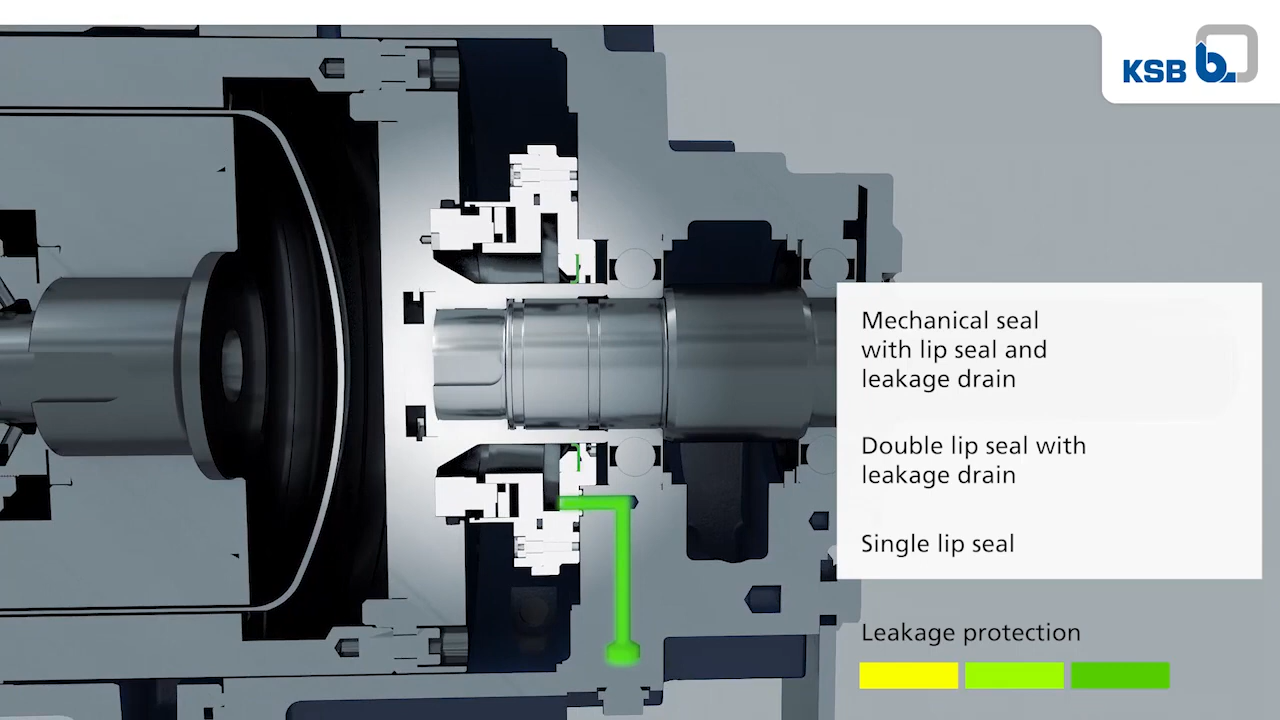 KSB
Mechanical seal
with lip seal and
leakage drain
Double lip seal with
leakage drain
Single lip seal
Leakage protection